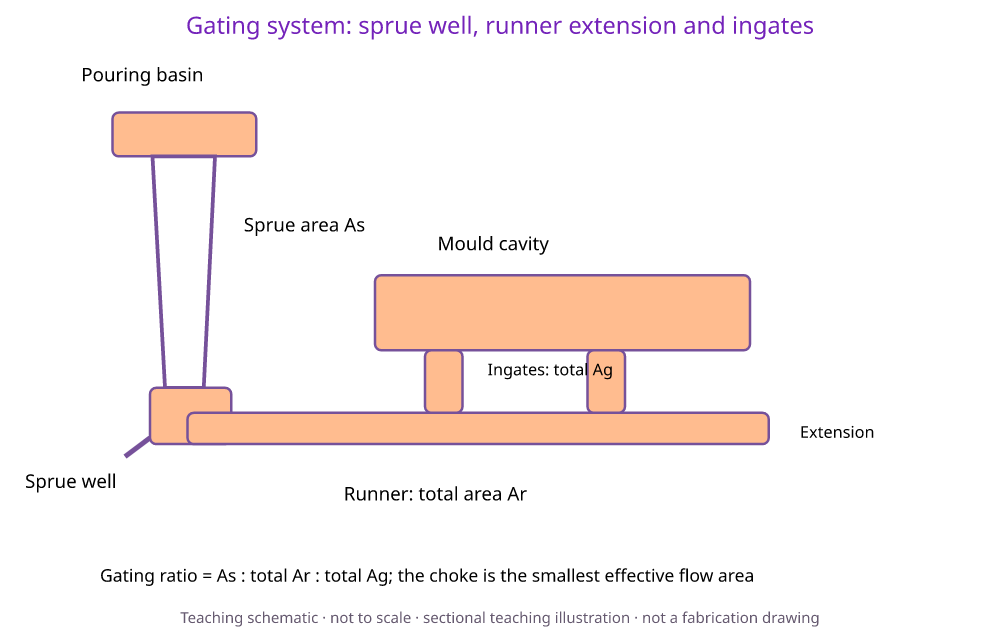 Gating system: sprue well, runner extension and ingates
Pouring basin
Sprue area As
Mould cavity
Ingates: total Ag
Extension
Sprue well
Runner: total area Ar
Gating ratio = As : total Ar : total Ag; the choke is the smallest effective flow area
Teaching schematic · not to scale · sectional teaching illustration · not a fabrication drawing